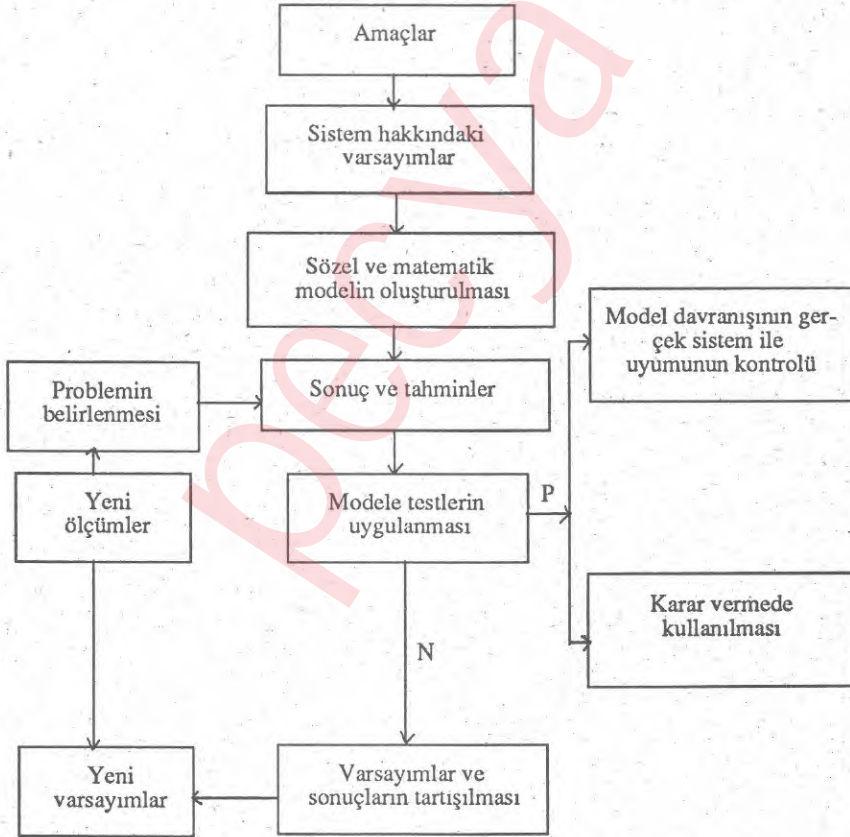 Amaçlar
Sistem hakkındaki
varsayımlar
Sözel ve matematik
modelin oluşturulması
Model davranışının ger-
çek sistem ile
uyumunun kontrolü
Problemin
belirlenmesi
Sonuç ve tahminler
Yeni
ölçümler
Modele testlerin
uygulanması
P
Karar vermede
kullanılması
N
Yeni
varsayımlar
Varsayımlar ve
sonuçların tartışılması
pecya